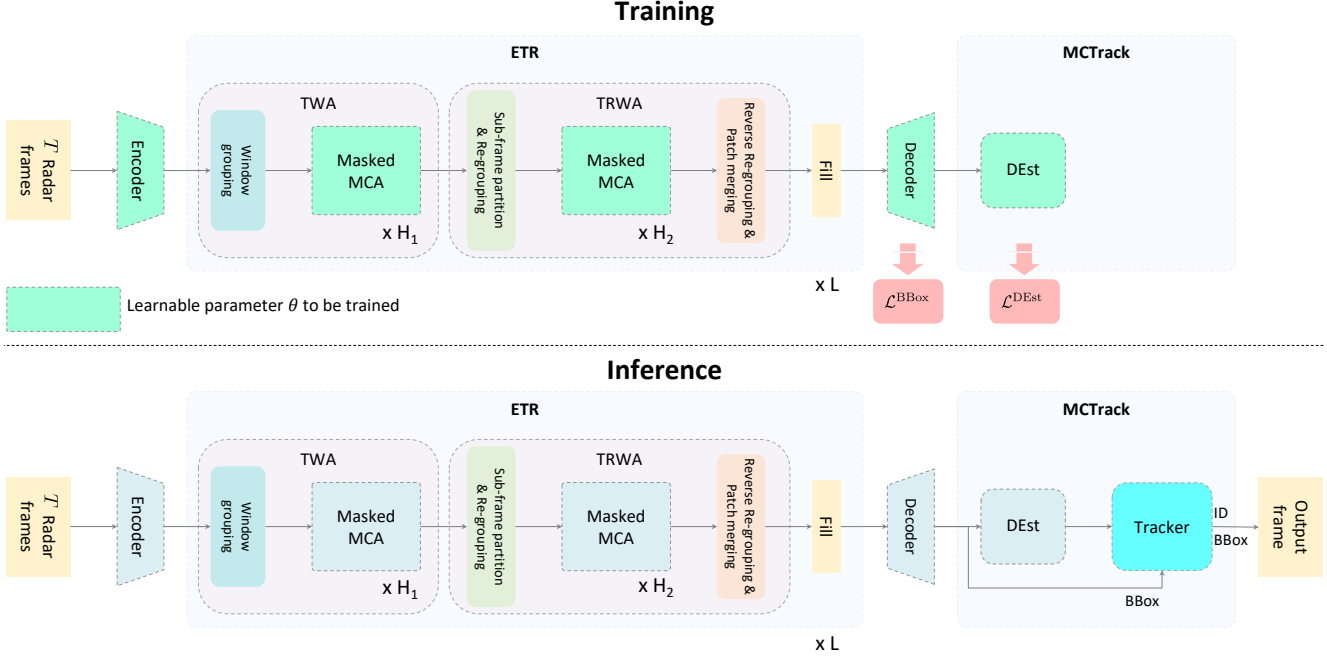 Training
ETR
MCTrack
TWA
TRWA
T Radar
frames
Encoder
Window
grouping
Masked
MCA
x H1
Sub-frame partition
& Re-grouping
Masked
MCA
x H2
Reverse Re-grouping &
Patch merging
Fill
x L
Decoder
DEst
ℒ^BBox
ℒ^DEst
Learnable parameter θ to be trained
Inference
ETR
MCTrack
TWA
TRWA
T Radar
frames
Encoder
Window
grouping
Masked
MCA
x H1
Sub-frame partition
& Re-grouping
Masked
MCA
x H2
Reverse Re-grouping &
Patch merging
Fill
x L
Decoder
DEst
Tracker
ID
BBox
BBox
Output
frame